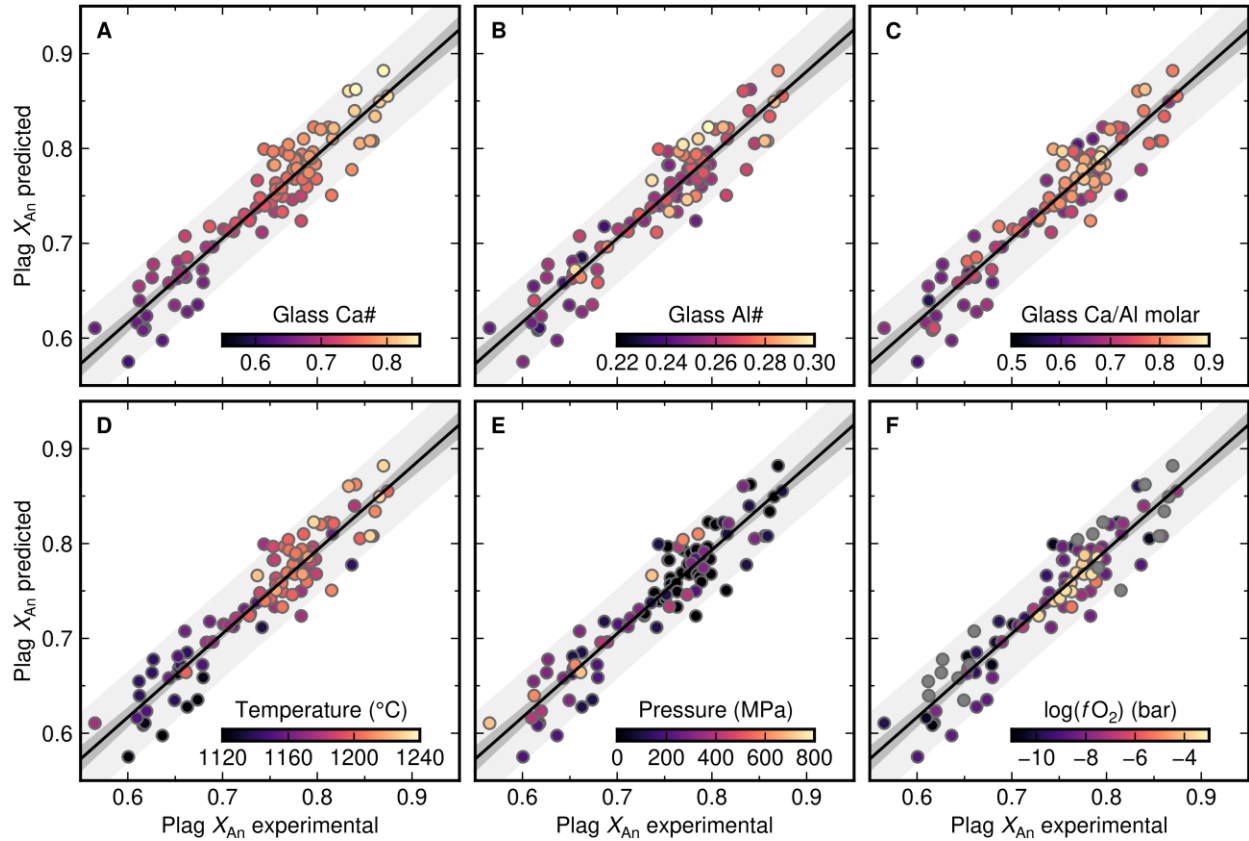 A
B
C
0.9
0.8
0.7
0.6
Plag XAn predicted
Glass Ca#
0.6 0.7 0.8
Glass Al#
0.22 0.24 0.26 0.28 0.30
Glass Ca/Al molar
0.5 0.6 0.7 0.8 0.9
D
E
F
0.9
0.8
0.7
0.6
Plag XAn predicted
Temperature (°C)
1120 1160 1200 1240
Pressure (MPa)
0 200 400 600 800
log(fO2) (bar)
−10 −8 −6 −4
0.6 0.7 0.8 0.9
0.6 0.7 0.8 0.9
0.6 0.7 0.8 0.9
Plag XAn experimental
Plag XAn experimental
Plag XAn experimental